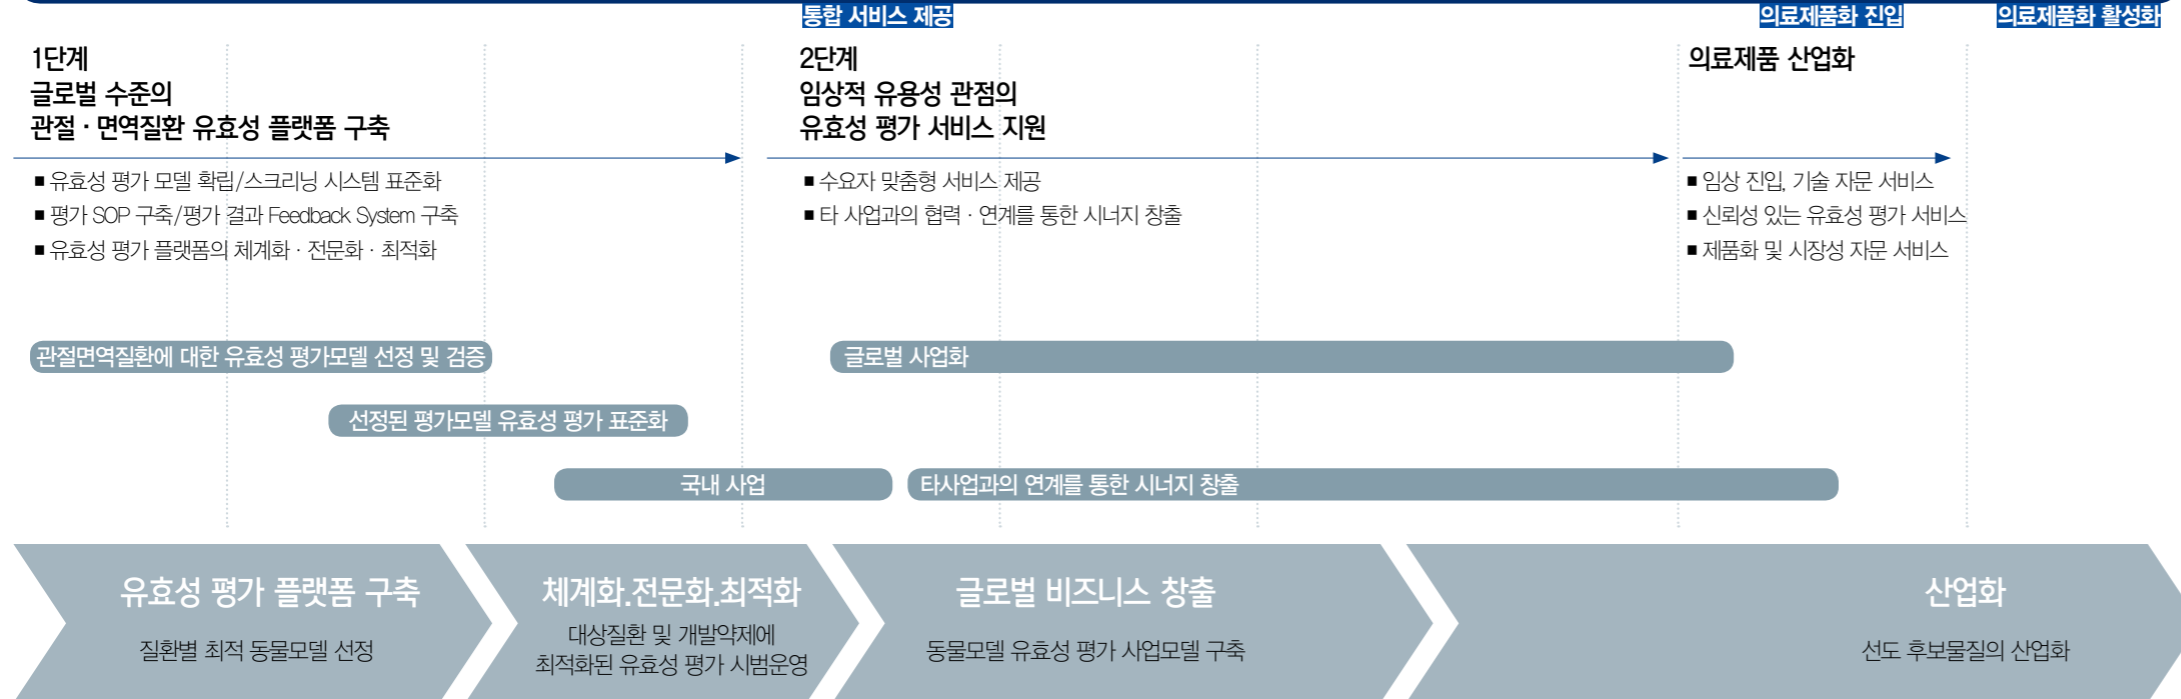 통합 서비스 제공
의료제품화 진입
의료제품화 활성화
1단계
글로벌 수준의
관절 · 면역질환 유효성 플랫폼 구축
■ 유효성 평가 모델 확립/스크리닝 시스템 표준화
■ 평가 SOP 구축/평가 결과 Feedback System 구축
■ 유효성 평가 플랫폼의 체계화 · 전문화 · 최적화
2단계
임상적 유용성 관점의
유효성 평가 서비스 지원
■ 수요자 맞춤형 서비스 제공
■ 타 사업과의 협력 · 연계를 통한 시너지 창출
의료제품 산업화
■ 임상 진입, 기술 자문 서비스
■ 신뢰성 있는 유효성 평가 서비스
■ 제품화 및 시장성 자문 서비스
관절면역질환에 대한 유효성 평가모델 선정 및 검증
글로벌 사업화
선정된 평가모델 유효성 평가 표준화
국내 사업
타사업과의 연계를 통한 시너지 창출
유효성 평가 플랫폼 구축
질환별 최적 동물모델 선정
체계화.전문화.최적화
대상질환 및 개발약제에
최적화된 유효성 평가 시범운영
글로벌 비즈니스 창출
동물모델 유효성 평가 사업모델 구축
산업화
선도 후보물질의 산업화